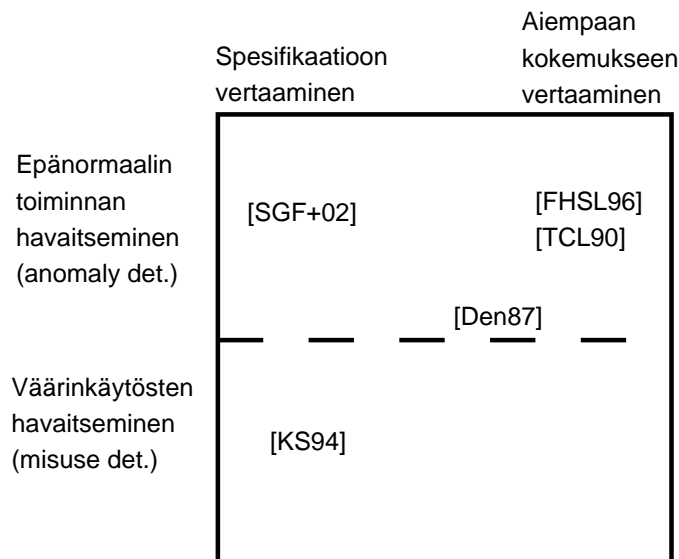 Spesifikaatioon
vertaaminen
Aiempaan
kokemukseen
vertaaminen
Epänormaalin
toiminnan
havaitseminen
(anomaly det.)
[SGF+02]
[FHSL96]
[TCL90]
[Den87]
Väärinkäytösten
havaitseminen
(misuse det.)
[KS94]